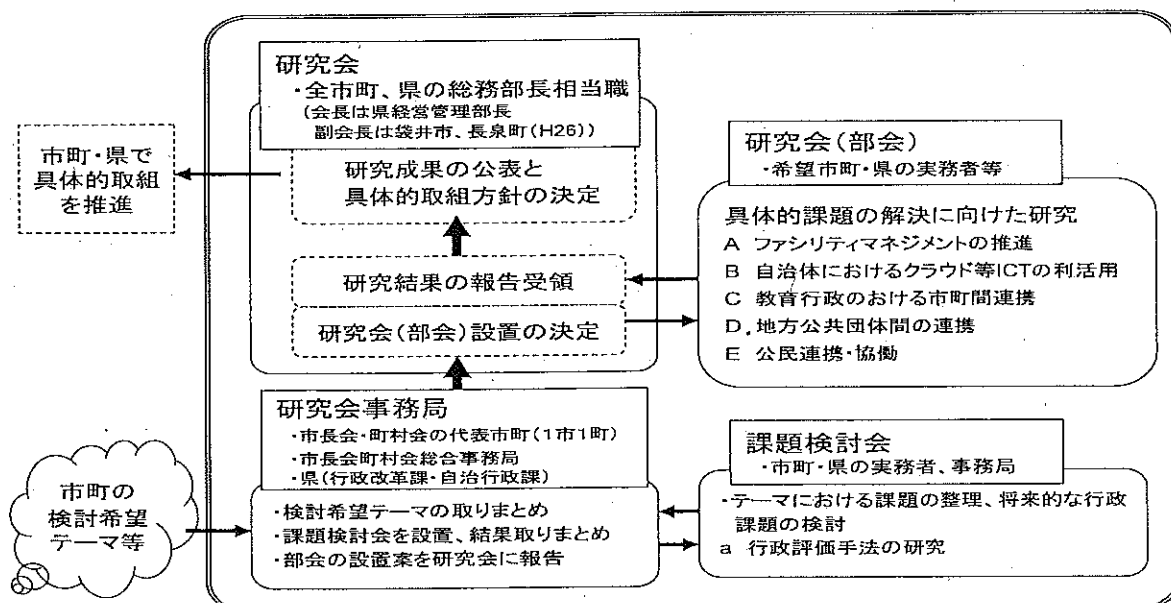 研究会
・全市町、県の総務部長相当職
(会長は県経営管理部長
副会長は袋井市、長泉町(H26))
研究成果の公表と
具体的取組方針の決定
市町・県で
具体的取組
を推進
研究結果の報告受領
研究会(部会)設置の決定
研究会(部会)
・希望市町・県の実務者等
具体的課題の解決に向けた研究
A ファシリティマネジメントの推進
B 自治体におけるクラウド等ICTの利活用
C 教育行政のおける市町間連携
D 地方公共団体間の連携
E 公民連携・協働
研究会事務局
・市長会・町村会の代表市町(1市1町)
・市長会町村会総合事務局
・県(行政改革課・自治行政課)
・検討希望テーマの取りまとめ
・課題検討会を設置、結果取りまとめ
・部会の設置案を研究会に報告
市町の
検討希望
テーマ等
課題検討会
・市町・県の実務者、事務局
・テーマにおける課題の整理、将来的な行政
課題の検討
a 行政評価手法の研究